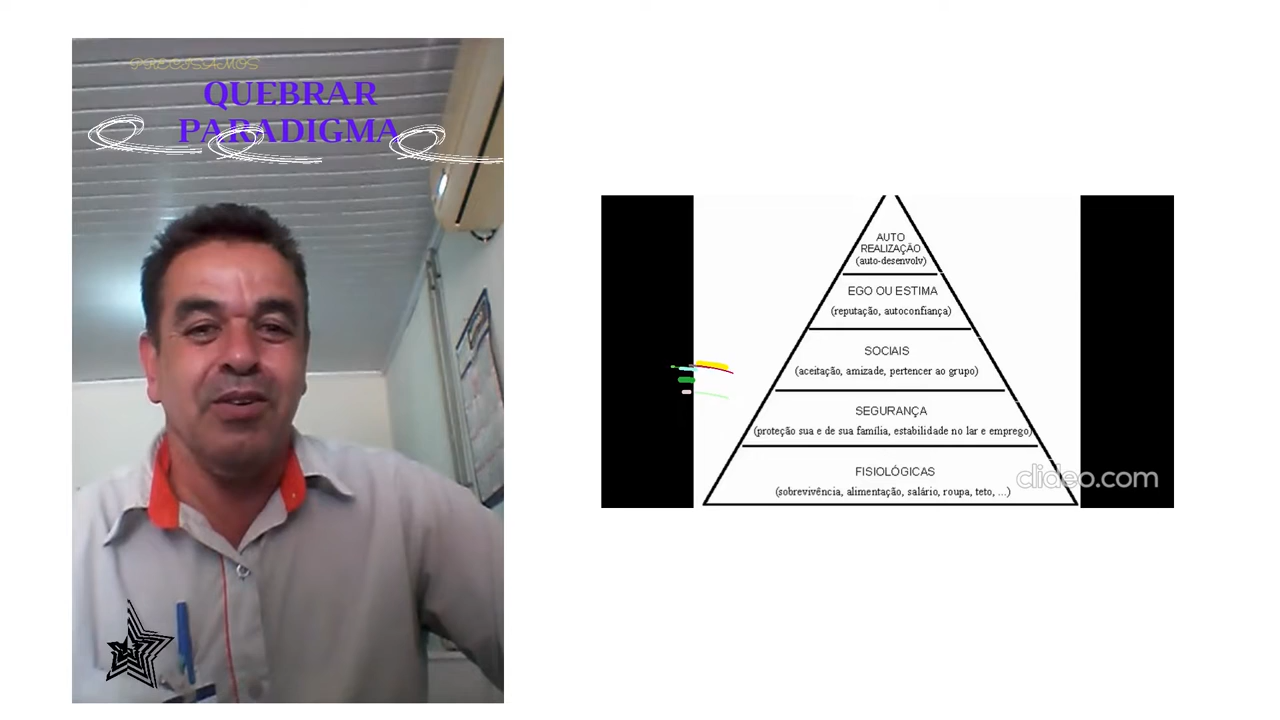 PRECISAMOS
QUEBRAR
PARADIGMA
AUTO
REALIZAÇÃO
(auto-desenvolv)
EGO OU ESTIMA
(reputação, autoconfiança)
SOCIAIS
(aceitação, amizade, pertencer ao grupo)
SEGURANÇA
(proteção sua e de sua família, estabilidade no lar e emprego)
FISIOLÓGICAS
(sobrevivência, alimentação, salário, roupa, teto, ...)
clideo.com